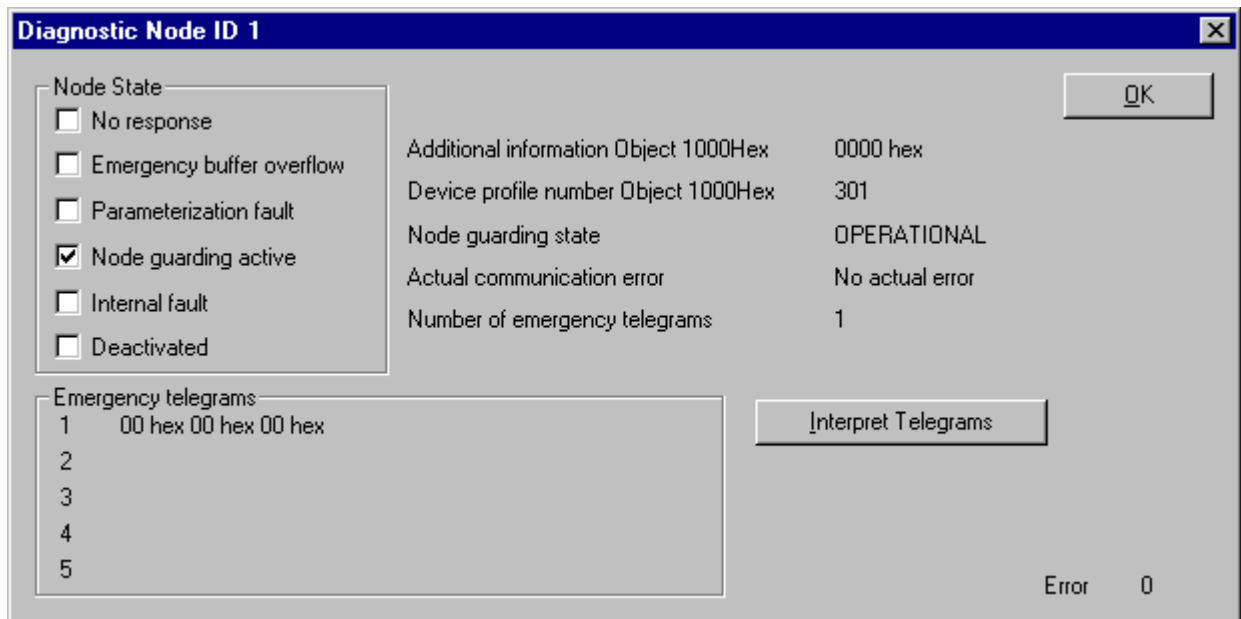 Diagnostic Node ID 1
Node State
No response
Emergency buffer overflow
Parameterization fault
Node guarding active
Internal fault
Deactivated
OK
Additional information Object 1000Hex 0000 hex
Device profile number Object 1000Hex 301
Node guarding state OPERATIONAL
Actual communication error No actual error
Number of emergency telegrams 1
Emergency telegrams
1 00 hex 00 hex 00 hex
2
3
4
5
Interpret Telegrams
Error 0